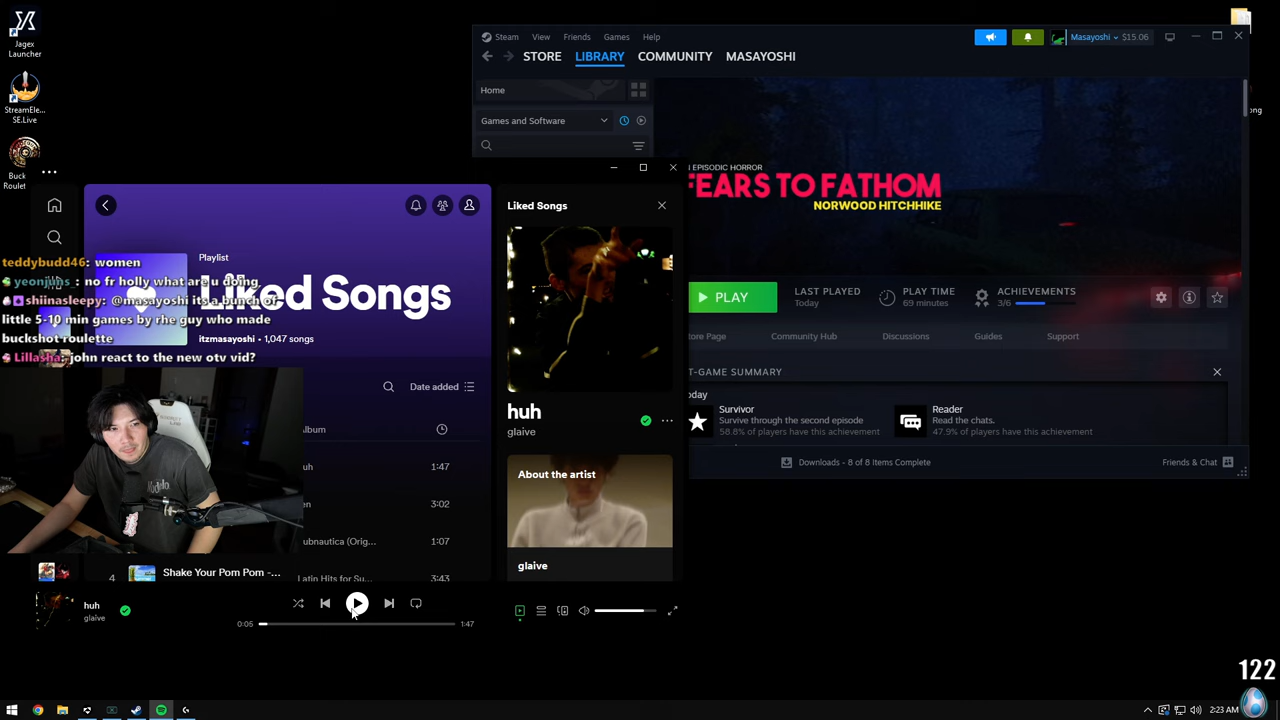 Jagex
Launcher
StreamEle...
SE.Live
Buck
Roulet
Steam View Friends Games Help
Masayoshi $15.06
STORE LIBRARY COMMUNITY MASAYOSHI
Home
Games and Software
AN EPISODIC HORROR
FEARS TO FATHOM
NORWOOD HITCHHIKE
PLAY
LAST PLAYED
Today
PLAY TIME
69 minutes
ACHIEVEMENTS
3/6
Store Page Community Hub Discussions Guides Support
T-GAME SUMMARY
oday
Survivor
Survive through the second episode
58.8% of players have this achievement
Reader
Read the chats.
47.9% of players have this achievement
Downloads - 8 of 8 Items Complete
Friends & Chat
Playlist
Liked Songs
itzmasayoshi • 1,047 songs
Date added
Album
uh 1:47
en 3:02
ubnautica (Orig... 1:07
4 Shake Your Pom Pom -... Latin Hits for Su... 3:43
Liked Songs
huh
glaive
About the artist
glaive
teddybudd46: women
yeonjuns_: no fr holly what are u doing
shiinasleepy: @masayoshi its a bunch of
little 5-10 min games by rhe guy who made
buckshot roulette
Lillasha: john react to the new otv vid?
huh
glaive
0:05 1:47
122
2:23 AM